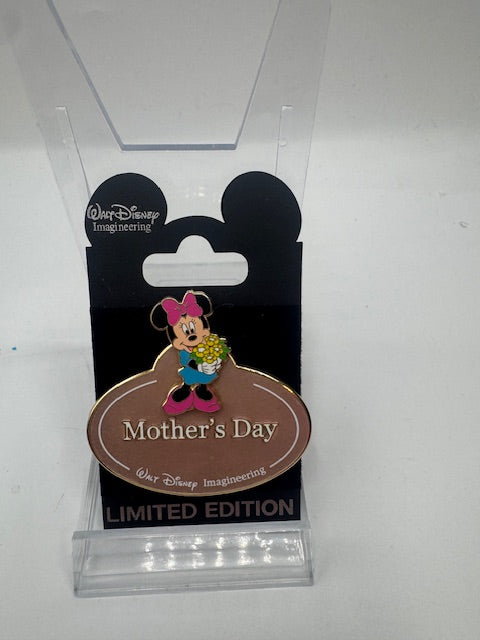 Walt Disney
Imagineering
Mother's Day
Walt Disney Imagineering
LIMITED EDITION